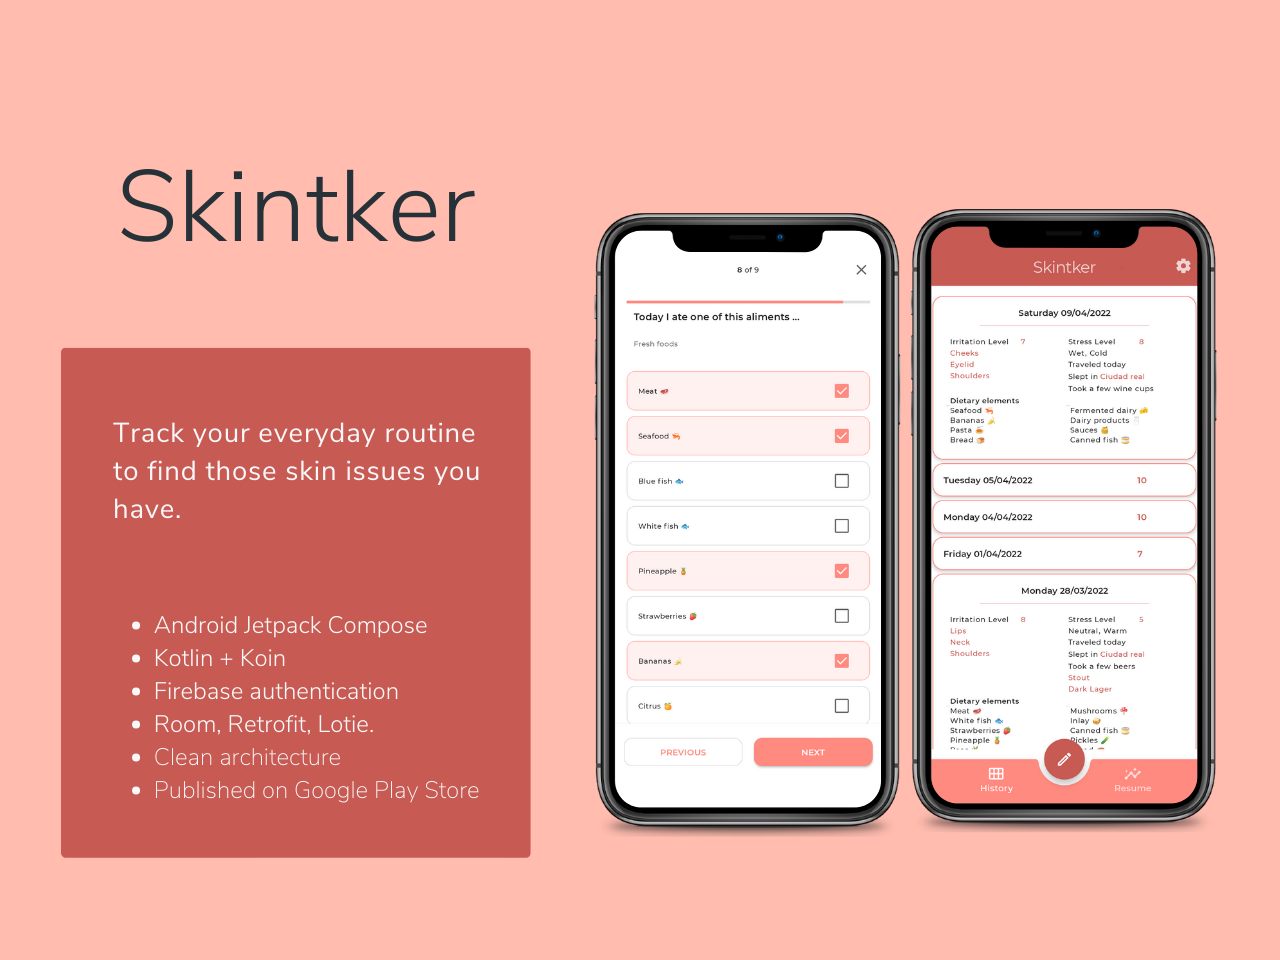 Skintker
Track your everyday routine
to find those skin issues you
have.
Android Jetpack Compose
Kotlin + Koin
Firebase authentication
Room, Retrofit, Lotie.
Clean architecture
Published on Google Play Store
8 of 9
Today I ate one of this aliments ...
Fresh foods
Meat 🥩
Seafood 🦐
Blue fish 🐟
White fish 🐟
Pineapple 🍍
Strawberries 🍓
Bananas 🍌
Citrus 🍊
PREVIOUS NEXT
Skintker
Saturday 09/04/2022
Irritation Level 7
Cheeks
Eyelid
Shoulders
Stress Level 8
Wet, Cold
Traveled today
Slept in Ciudad real
Took a few wine cups
Dietary elements
Seafood 🦐
Bananas 🍌
Pasta 🍝
Bread 🍞
Fermented dairy 🧀
Dairy products 🥛
Sauces 🍯
Canned fish 🥫
Tuesday 05/04/2022 10
Monday 04/04/2022 10
Friday 01/04/2022 7
Monday 28/03/2022
Irritation Level 8
Lips
Neck
Shoulders
Stress Level 5
Neutral, Warm
Traveled today
Slept in Ciudad real
Took a few beers
Stout
Dark Lager
Dietary elements
Meat 🥩
White fish 🐟
Strawberries 🍓
Pineapple 🍍
Mushrooms 🍄
Inlay 🥪
Canned fish 🥫
Pickles 🥒
History Resume